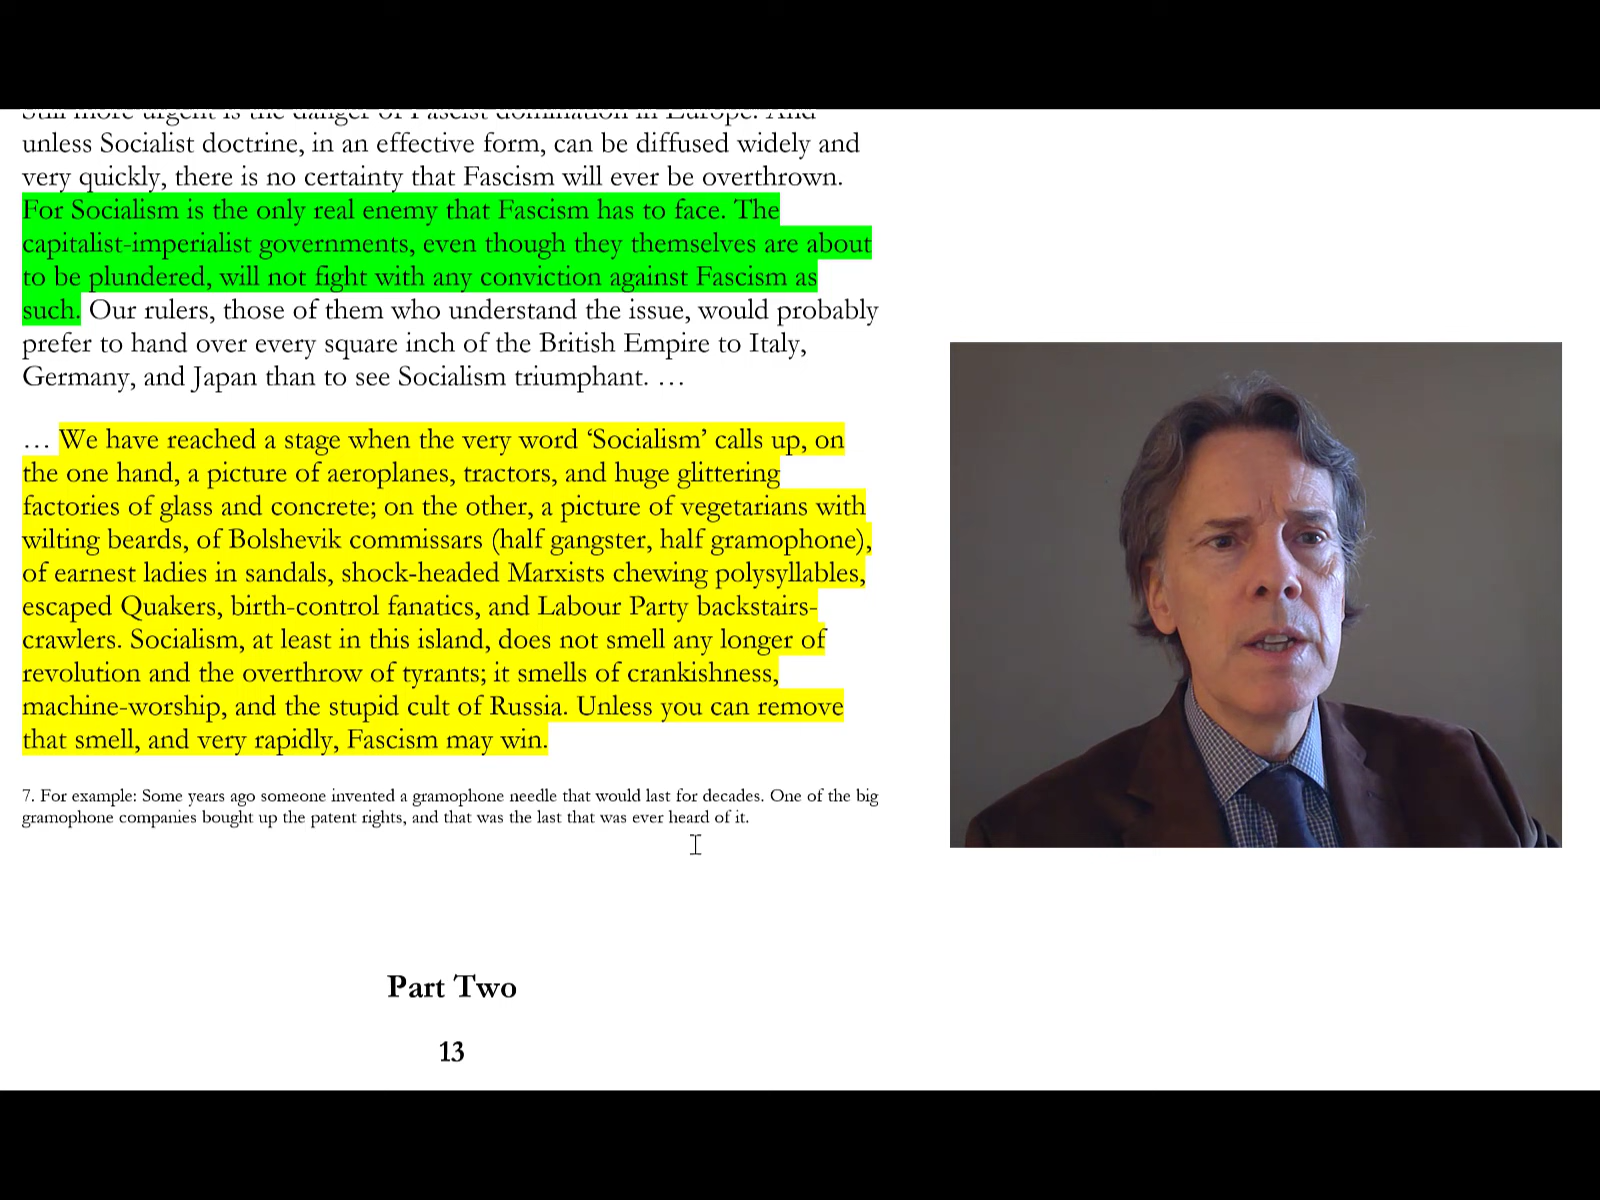 Still more urgent is the danger of Fascist domination in Europe. And
unless Socialist doctrine, in an effective form, can be diffused widely and
very quickly, there is no certainty that Fascism will ever be overthrown.
For Socialism is the only real enemy that Fascism has to face. The
capitalist-imperialist governments, even though they themselves are about
to be plundered, will not fight with any conviction against Fascism as
such. Our rulers, those of them who understand the issue, would probably
prefer to hand over every square inch of the British Empire to Italy,
Germany, and Japan than to see Socialism triumphant. …
… We have reached a stage when the very word ‘Socialism’ calls up, on
the one hand, a picture of aeroplanes, tractors, and huge glittering
factories of glass and concrete; on the other, a picture of vegetarians with
wilting beards, of Bolshevik commissars (half gangster, half gramophone),
of earnest ladies in sandals, shock-headed Marxists chewing polysyllables,
escaped Quakers, birth-control fanatics, and Labour Party backstairs-
crawlers. Socialism, at least in this island, does not smell any longer of
revolution and the overthrow of tyrants; it smells of crankishness,
machine-worship, and the stupid cult of Russia. Unless you can remove
that smell, and very rapidly, Fascism may win.
7. For example: Some years ago someone invented a gramophone needle that would last for decades. One of the big
gramophone companies bought up the patent rights, and that was the last that was ever heard of it.
Part Two
13